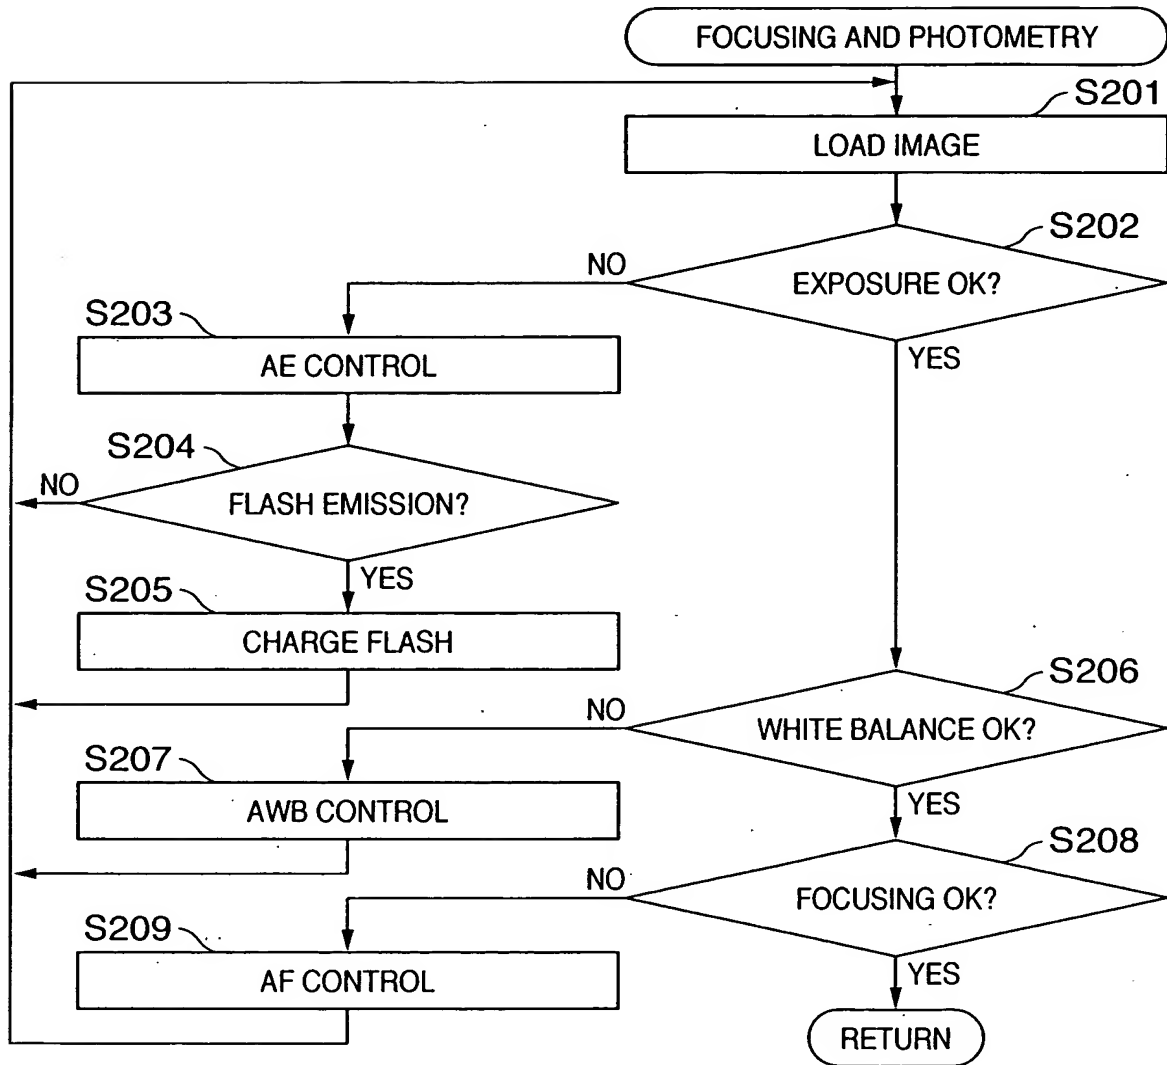 FOCUSING AND PHOTOMETRY
S201
LOAD IMAGE
S202
NO
EXPOSURE OK?
S203
YES
AE CONTROL
S204
NO
FLASH EMISSION?
YES
S205
CHARGE FLASH
S206
NO
WHITE BALANCE OK?
S207
YES
AWB CONTROL
S208
NO
FOCUSING OK?
S209
YES
AF CONTROL
RETURN